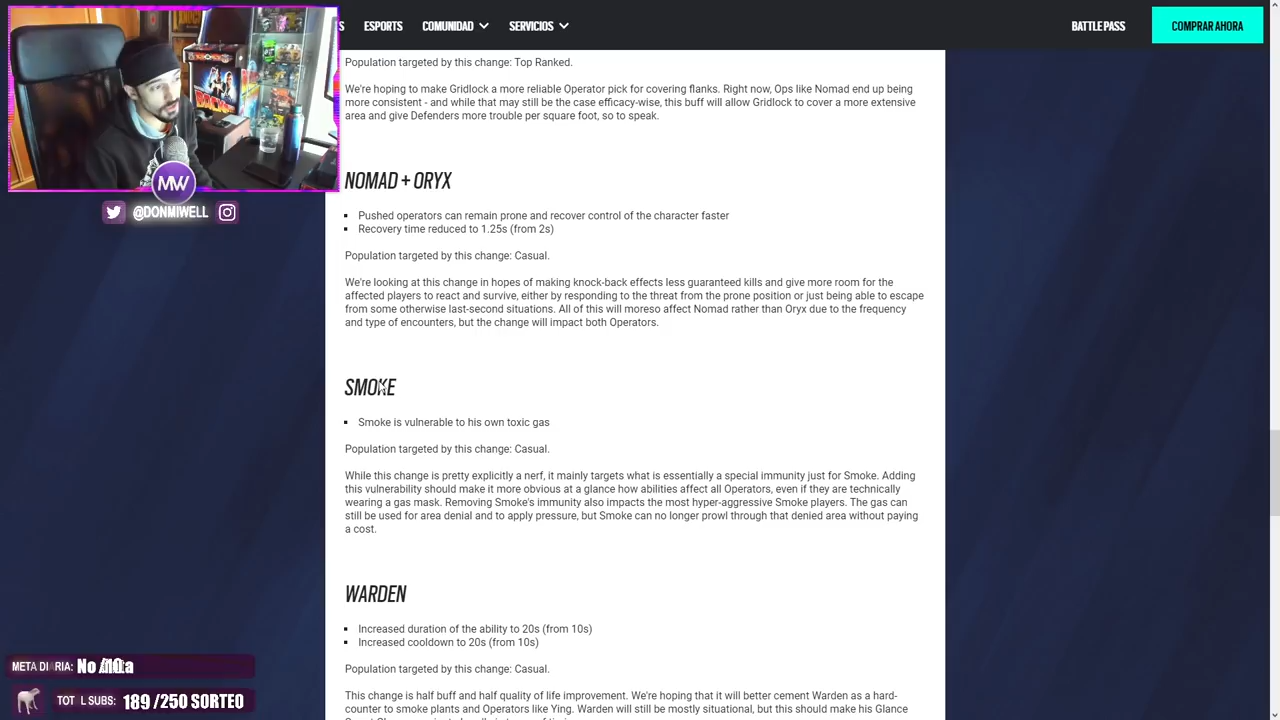 ESPORTS COMUNIDAD SERVICIOS BATTLE PASS COMPRAR AHORA
Population targeted by this change: Top Ranked.
We're hoping to make Gridlock a more reliable Operator pick for covering flanks. Right now, Ops like Nomad end up being
more consistent - and while that may still be the case efficacy-wise, this buff will allow Gridlock to cover a more extensive
area and give Defenders more trouble per square foot, so to speak.
MW
@DONMIWELL
NOMAD + ORYX
▪ Pushed operators can remain prone and recover control of the character faster
▪ Recovery time reduced to 1.25s (from 2s)
Population targeted by this change: Casual.
We're looking at this change in hopes of making knock-back effects less guaranteed kills and give more room for the
affected players to react and survive, either by responding to the threat from the prone position or just being able to escape
from some otherwise last-second situations. All of this will moreso affect Nomad rather than Oryx due to the frequency
and type of encounters, but the change will impact both Operators.
SMOKE
▪ Smoke is vulnerable to his own toxic gas
Population targeted by this change: Casual.
While this change is pretty explicitly a nerf, it mainly targets what is essentially a special immunity just for Smoke. Adding
this vulnerability should make it more obvious at a glance how abilities affect all Operators, even if they are technically
wearing a gas mask. Removing Smoke's immunity also impacts the most hyper-aggressive Smoke players. The gas can
still be used for area denial and to apply pressure, but Smoke can no longer prowl through that denied area without paying
a cost.
WARDEN
▪ Increased duration of the ability to 20s (from 10s)
▪ Increased cooldown to 20s (from 10s)
Population targeted by this change: Casual.
This change is half buff and half quality of life improvement. We're hoping that it will better cement Warden as a hard-
counter to smoke plants and Operators like Ying. Warden will still be mostly situational, but this should make his Glance
META DIARIA: No
TOTAL SUBS: 189 /250 SORTEO